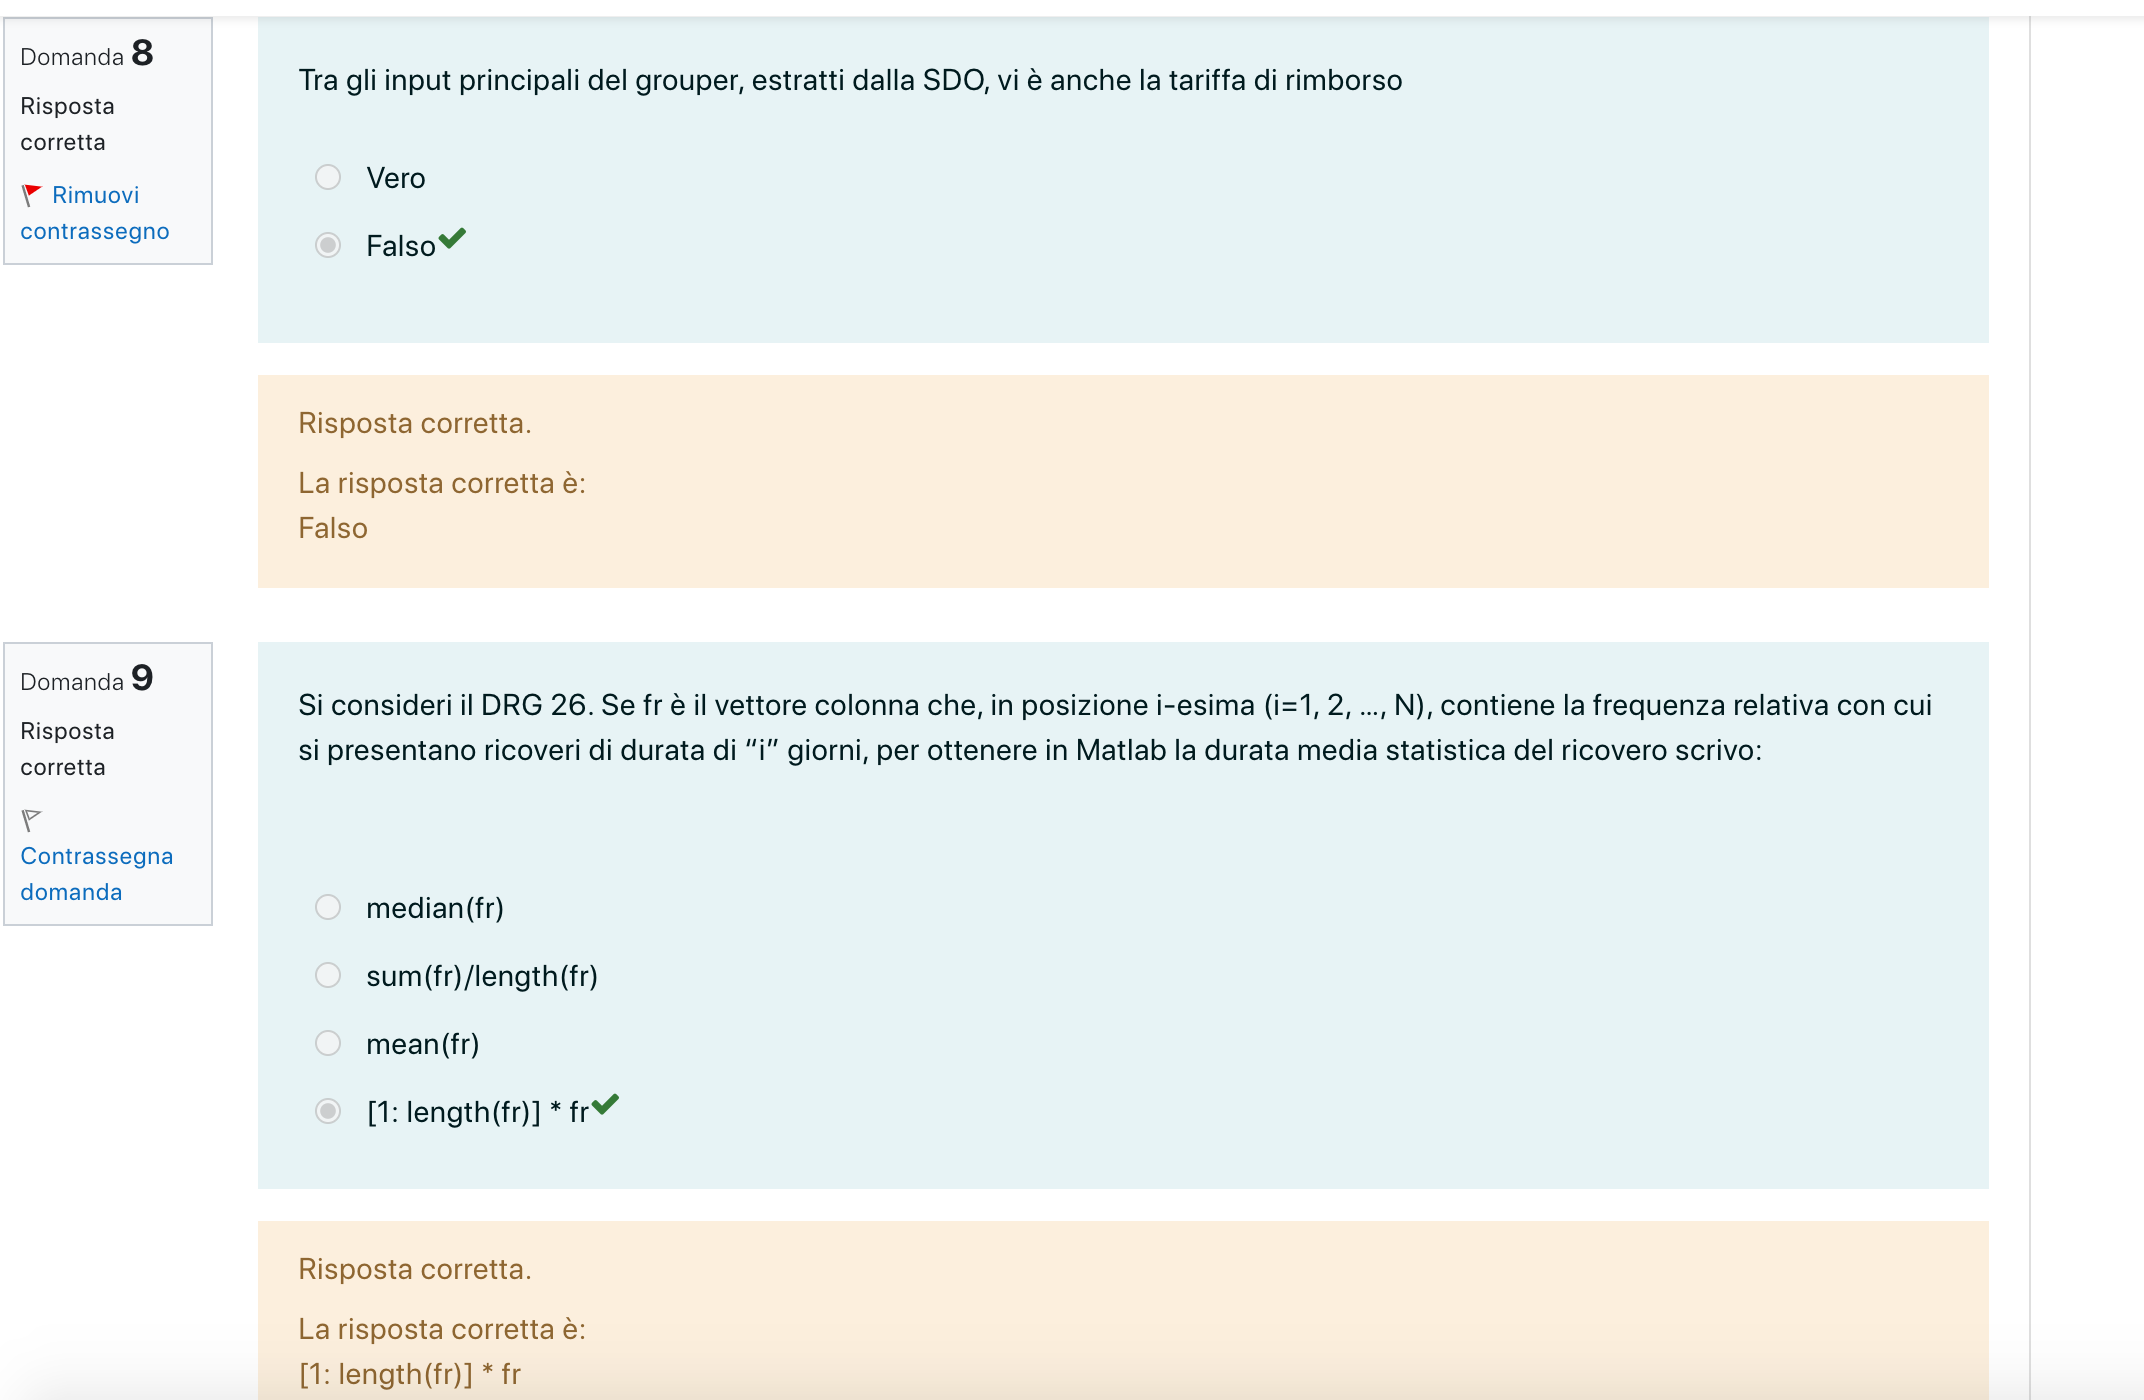 Domanda 8
Risposta
corretta
Rimuovi
contrassegno
Tra gli input principali del grouper, estratti dalla SDO, vi è anche la tariffa di rimborso
Vero
Falso
Risposta corretta.
La risposta corretta è:
Falso
Domanda 9
Risposta
corretta
Contrassegna
domanda
Si consideri il DRG 26. Se fr è il vettore colonna che, in posizione i-esima (i=1, 2, …, N), contiene la frequenza relativa con cui
si presentano ricoveri di durata di “i” giorni, per ottenere in Matlab la durata media statistica del ricovero scrivo:
median(fr)
sum(fr)/length(fr)
mean(fr)
[1: length(fr)] * fr
Risposta corretta.
La risposta corretta è:
[1: length(fr)] * fr